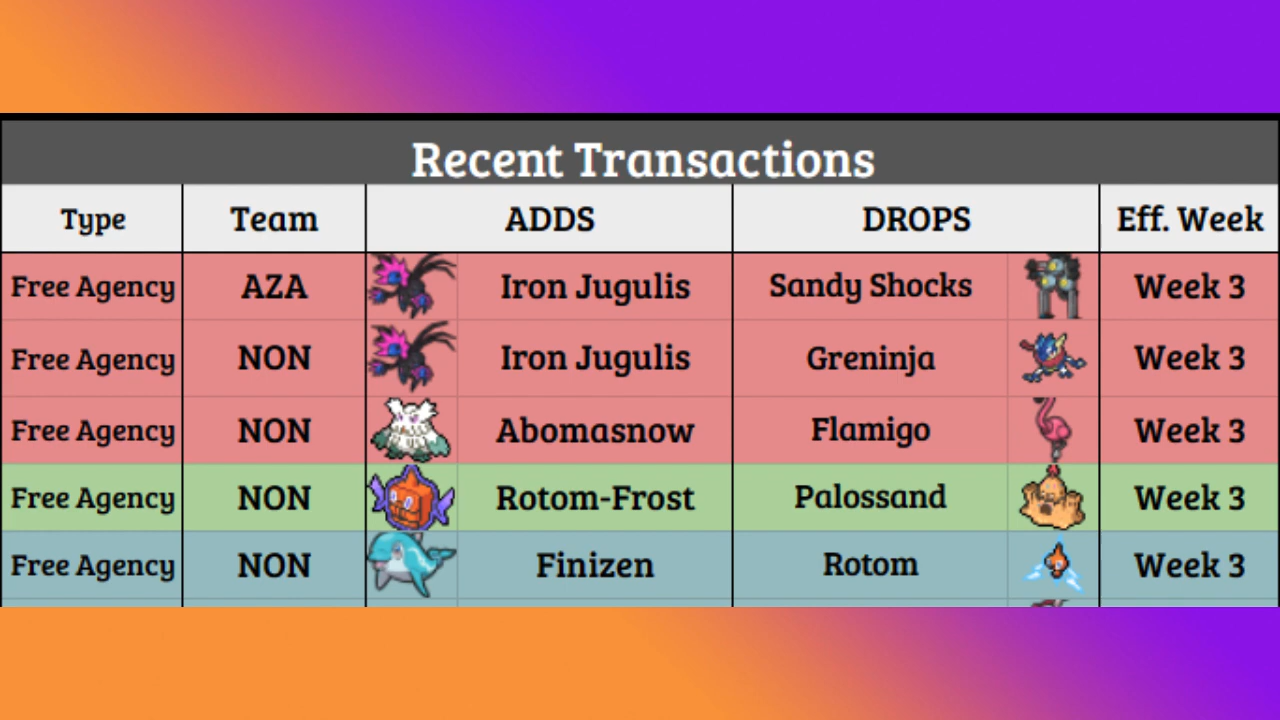 Recent Transactions
Type Team ADDS DROPS Eff. Week
Free Agency AZA Iron Jugulis Sandy Shocks Week 3
Free Agency NON Iron Jugulis Greninja Week 3
Free Agency NON Abomasnow Flamigo Week 3
Free Agency NON Rotom-Frost Palossand Week 3
Free Agency NON Finizen Rotom Week 3